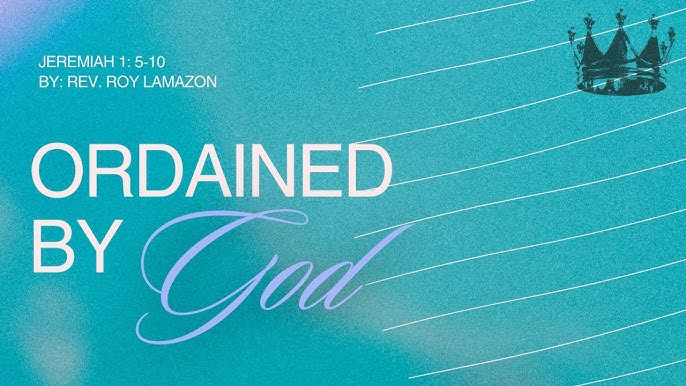 JEREMIAH 1: 5-10
BY: REV. ROY LAMAZON
ORDAINED
BY God